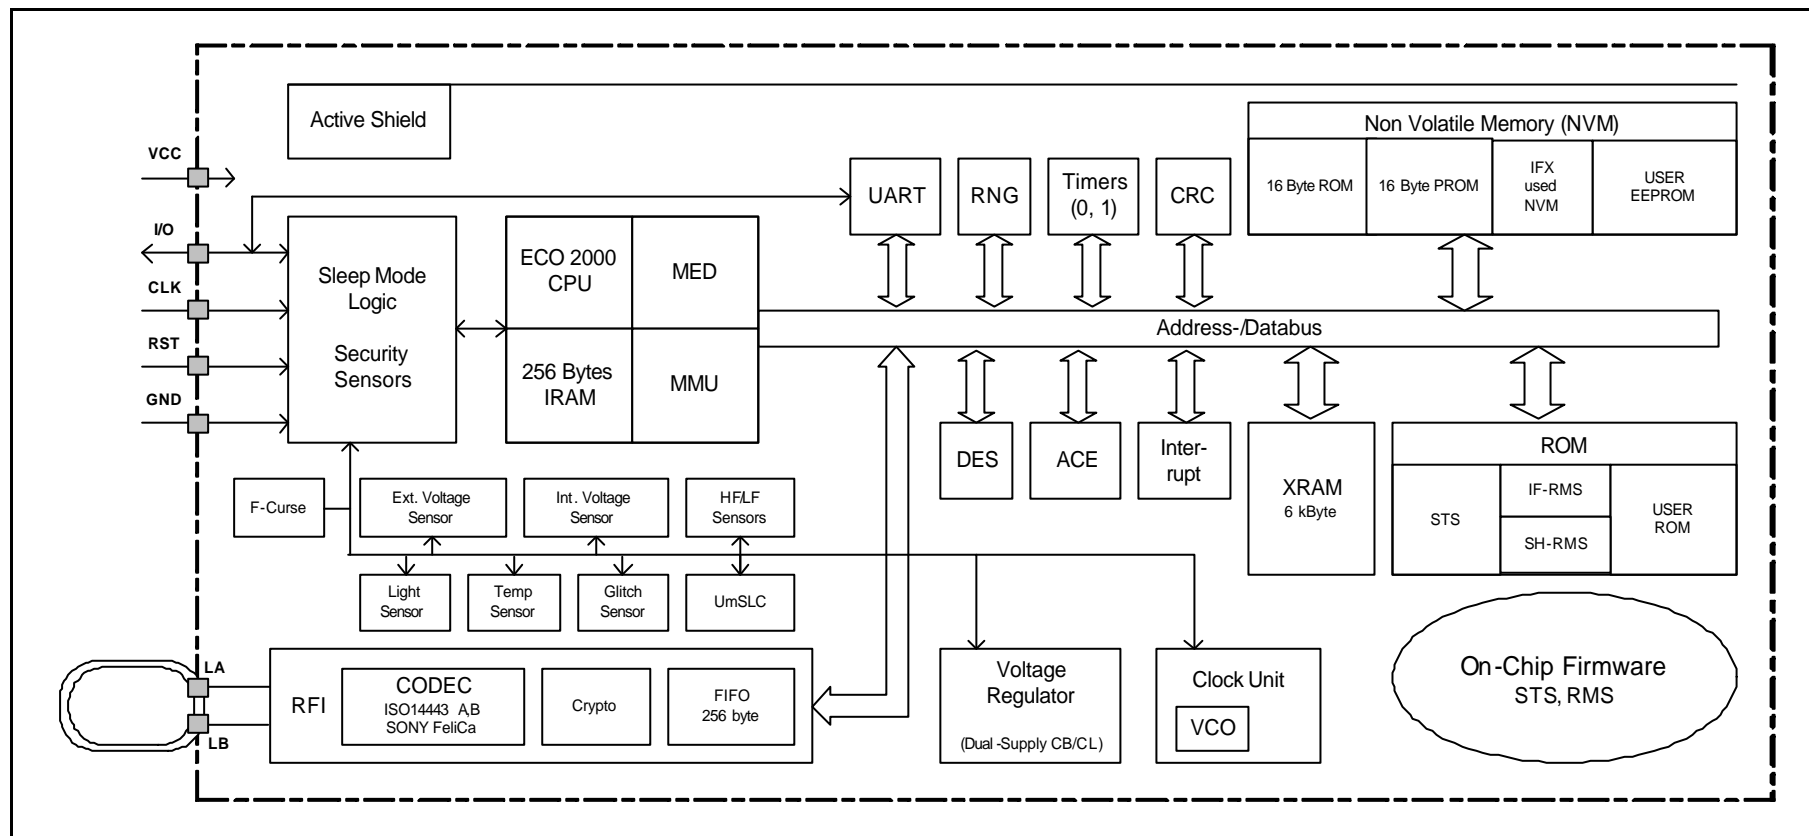 Active Shield
Non Volatile Memory (NVM)
16 Byte ROM
16 Byte PROM
IFX
used
NVM
USER
EEPROM
VCC
I/O
CLK
RST
GND
UART
RNG
Timers
(0, 1)
CRC
Sleep Mode
Logic
Security
Sensors
ECO 2000
CPU
MED
256 Bytes
IRAM
MMU
Address-/Databus
DES
ACE
Inter-
rupt
XRAM
6 kByte
ROM
STS
IF-RMS
SH-RMS
USER
ROM
F-Curse
Ext. Voltage
Sensor
Int. Voltage
Sensor
HF/LF
Sensors
Light
Sensor
Temp
Sensor
Glitch
Sensor
UmSLC
LA
LB
RFI
CODEC
ISO14443 A,B
SONY FeliCa
Crypto
FIFO
256 byte
Voltage
Regulator
(Dual-Supply CB/CL)
Clock Unit
VCO
On-Chip Firmware
STS, RMS